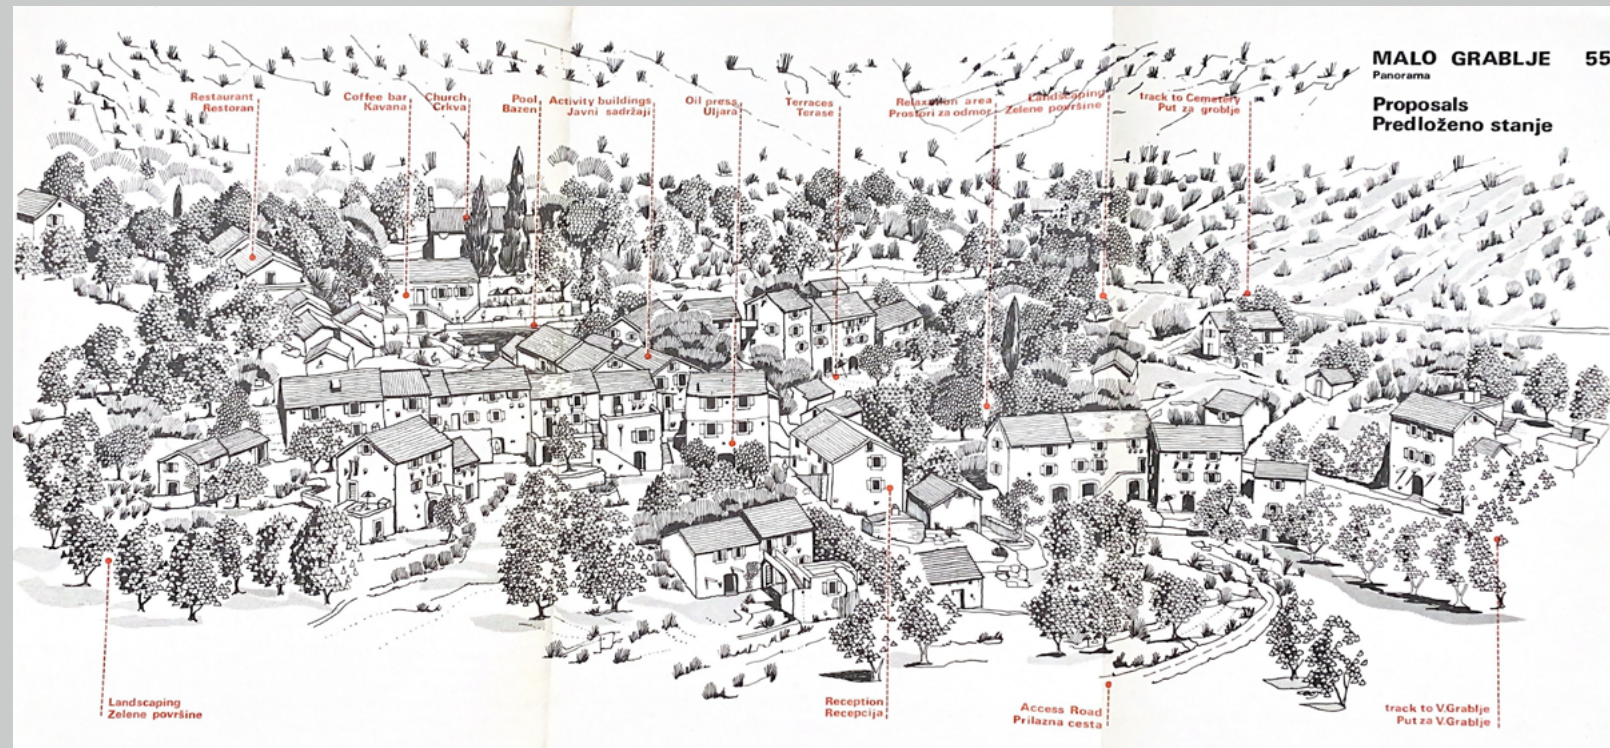 MALO GRABLJE 55
Panorama
Proposals
Predloženo stanje
Restaurant
Restoran
Coffee bar
Kavana
Church
Crkva
Pool
Bazen
Activity buildings
Javni sadržaji
Oil press
Uljara
Terraces
Terase
Relaxation area
Prostori za odmor
Landscaping
Zelene površine
track to Cemetery
Put za groblje
Landscaping
Zelene površine
Reception
Recepcija
Access Road
Prilazna cesta
track to V.Grablje
Put za V.Grablje